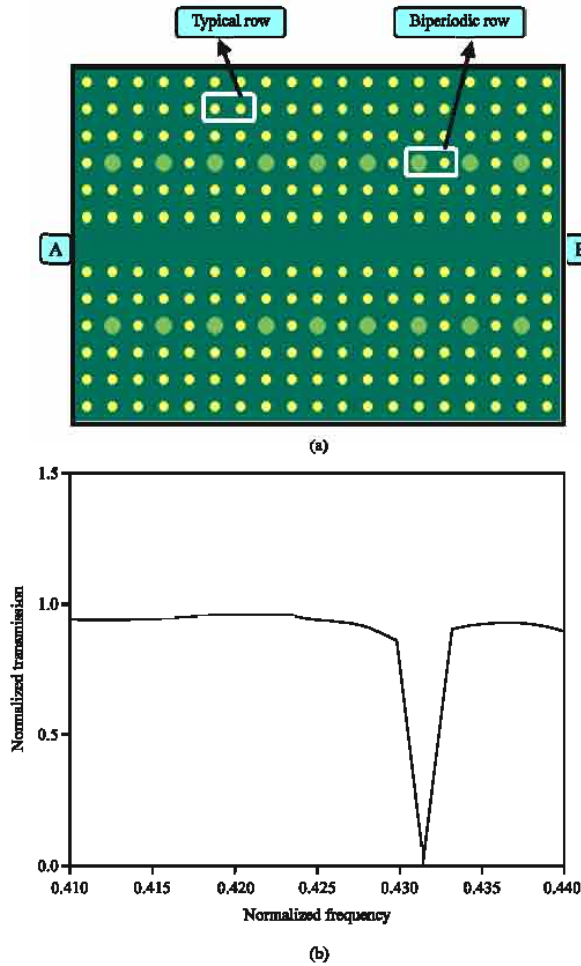 Typical row
Biperiodic row
A
(a)
1.5
1.0
0.5
0.0
Normalized transmission
0.410
0.415
0.420
0.425
0.430
0.435
0.440
Normalized frequency
(b)